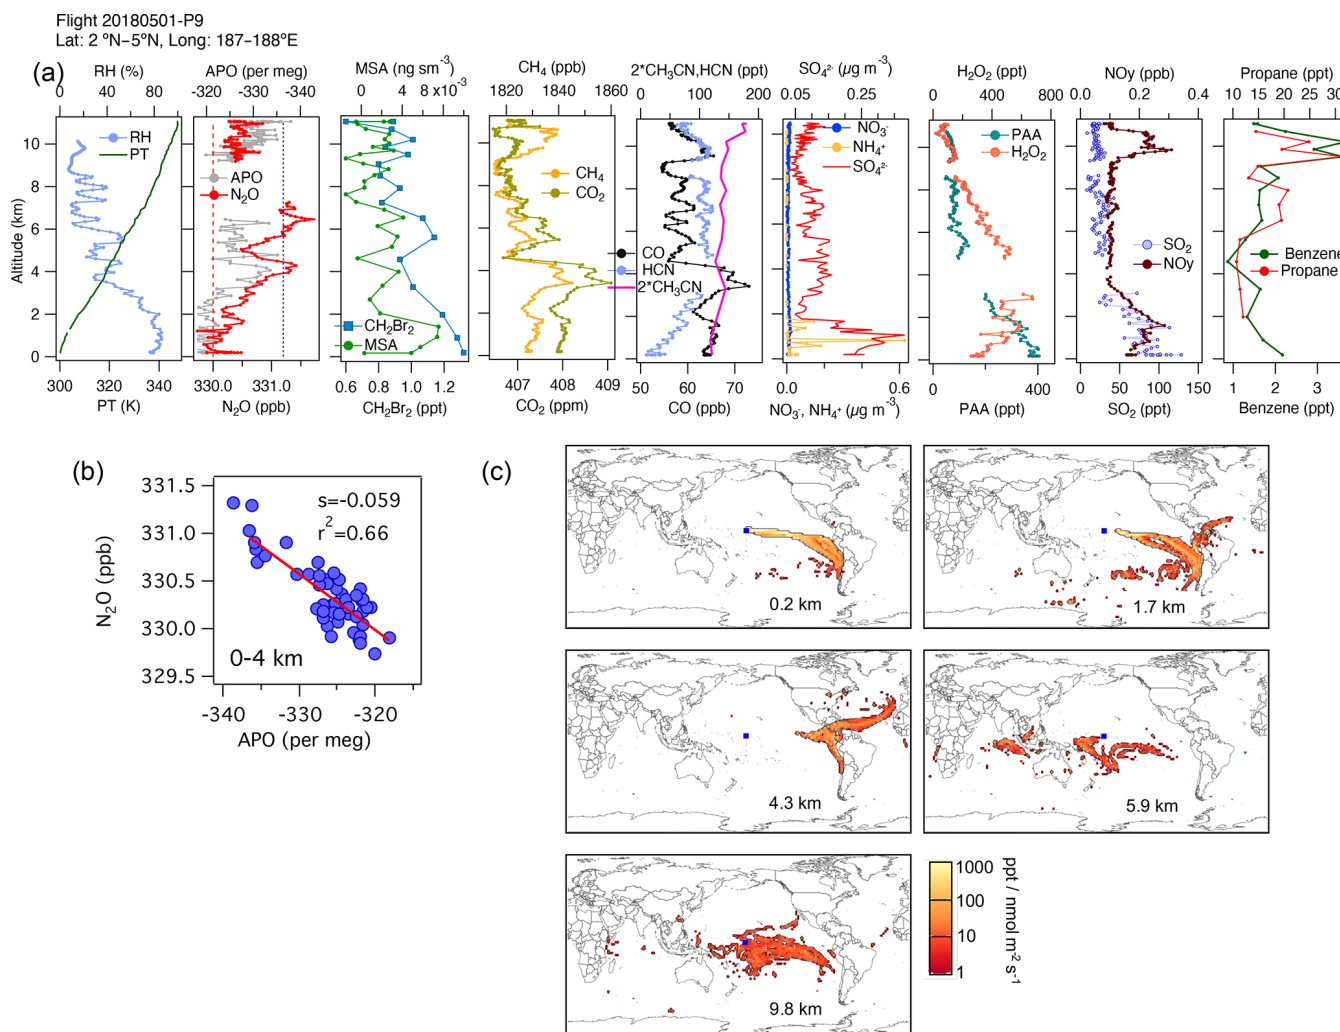 Flight 20180501-P9
Lat: 2 ºN–5ºN, Long: 187–188ºE
(a)
RH (%)
0 40 80
Altitude (km)
10
8
6
4
2
0
RH
PT
300 320 340
PT (K)
APO (per meg)
-320 -330 -340
APO
N2O
330.0 331.0
N2O (ppb)
MSA (ng sm-3)
0 4 8 x10-3
CH2Br2
MSA
0.6 0.8 1.0 1.2
CH2Br2 (ppt)
CH4 (ppb)
1820 1840 1860
CH4
CO2
407 408 409
CO2 (ppm)
2*CH3CN,HCN (ppt)
0 100 200
CO
HCN
2*CH3CN
50 60 70
CO (ppb)
SO4 2- (µg m-3)
0.05 0.25
NO3-
NH4+
SO4 2-
0.0 0.6
NO3-, NH4+ (µg m-3)
H2O2 (ppt)
0 400 800
PAA
H2O2
0 200 400
PAA (ppt)
NOy (ppb)
0.0 0.2 0.4
SO2
NOy
0 50 100 150
SO2 (ppt)
Propane (ppt)
10 15 20 25 30
Benzene
Propane
1 2 3
Benzene (ppt)
(b)
N2O (ppb)
331.5
331.0
330.5
330.0
329.5
s=-0.059
r2=0.66
0-4 km
-340 -330 -320
APO (per meg)
(c)
0.2 km
1.7 km
4.3 km
5.9 km
9.8 km
1000
100
10
1
ppt / nmol m-2 s-1